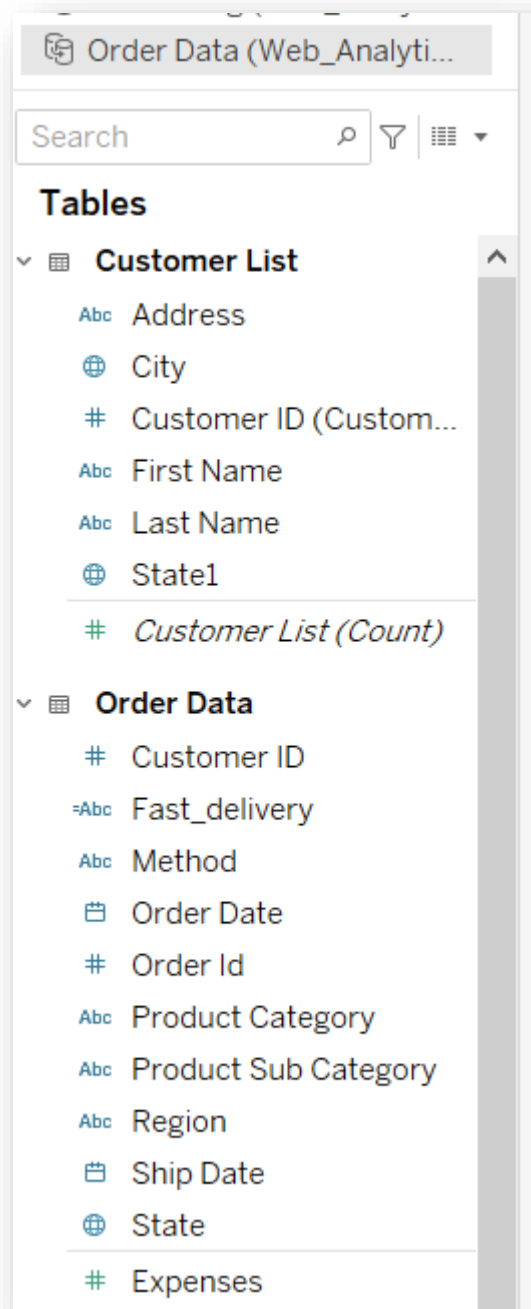 Order Data (Web_Analyti...
Search
Tables
Customer List
Abc Address
City
# Customer ID (Custom...
Abc First Name
Abc Last Name
State1
# Customer List (Count)
Order Data
# Customer ID
=Abc Fast_delivery
Abc Method
Order Date
# Order Id
Abc Product Category
Abc Product Sub Category
Abc Region
Ship Date
State
# Expenses